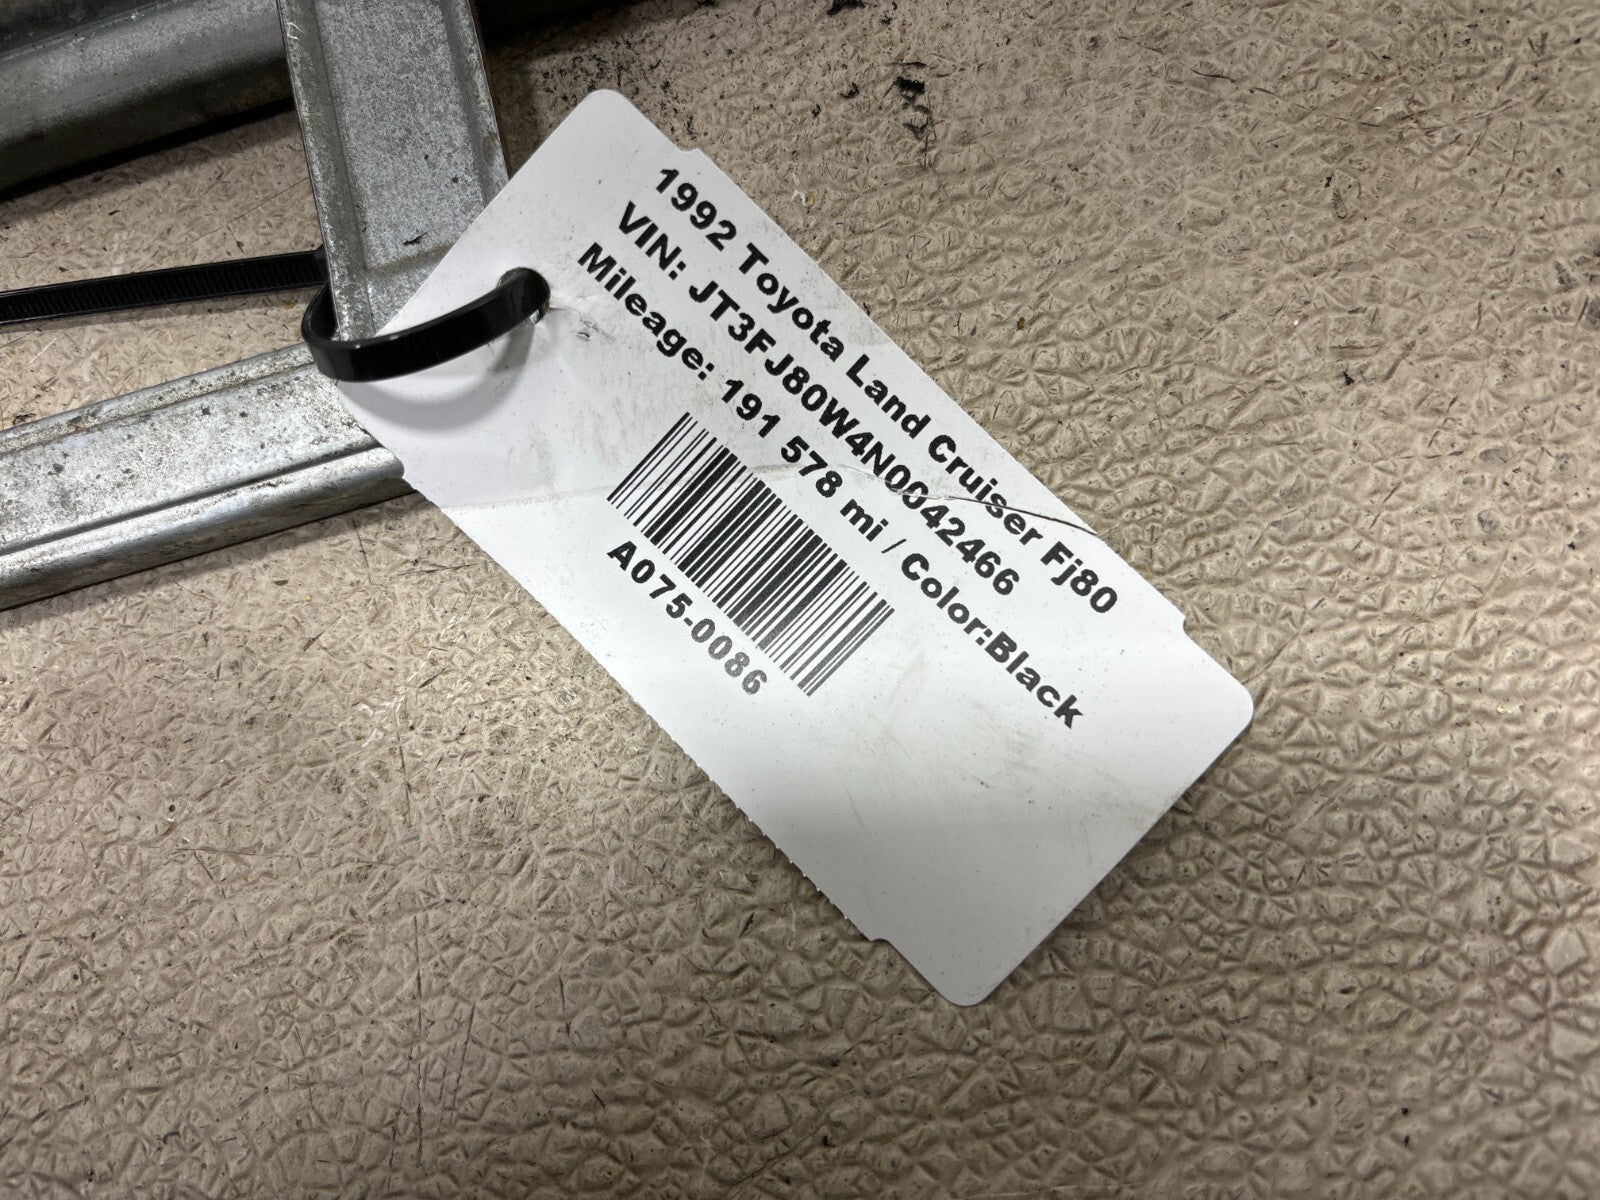 1992 Toyota Land Cruiser Fj80
VIN: JT3FJ80W4N0042466
Mileage: 191 578 mi / Color:Black
A075-0086